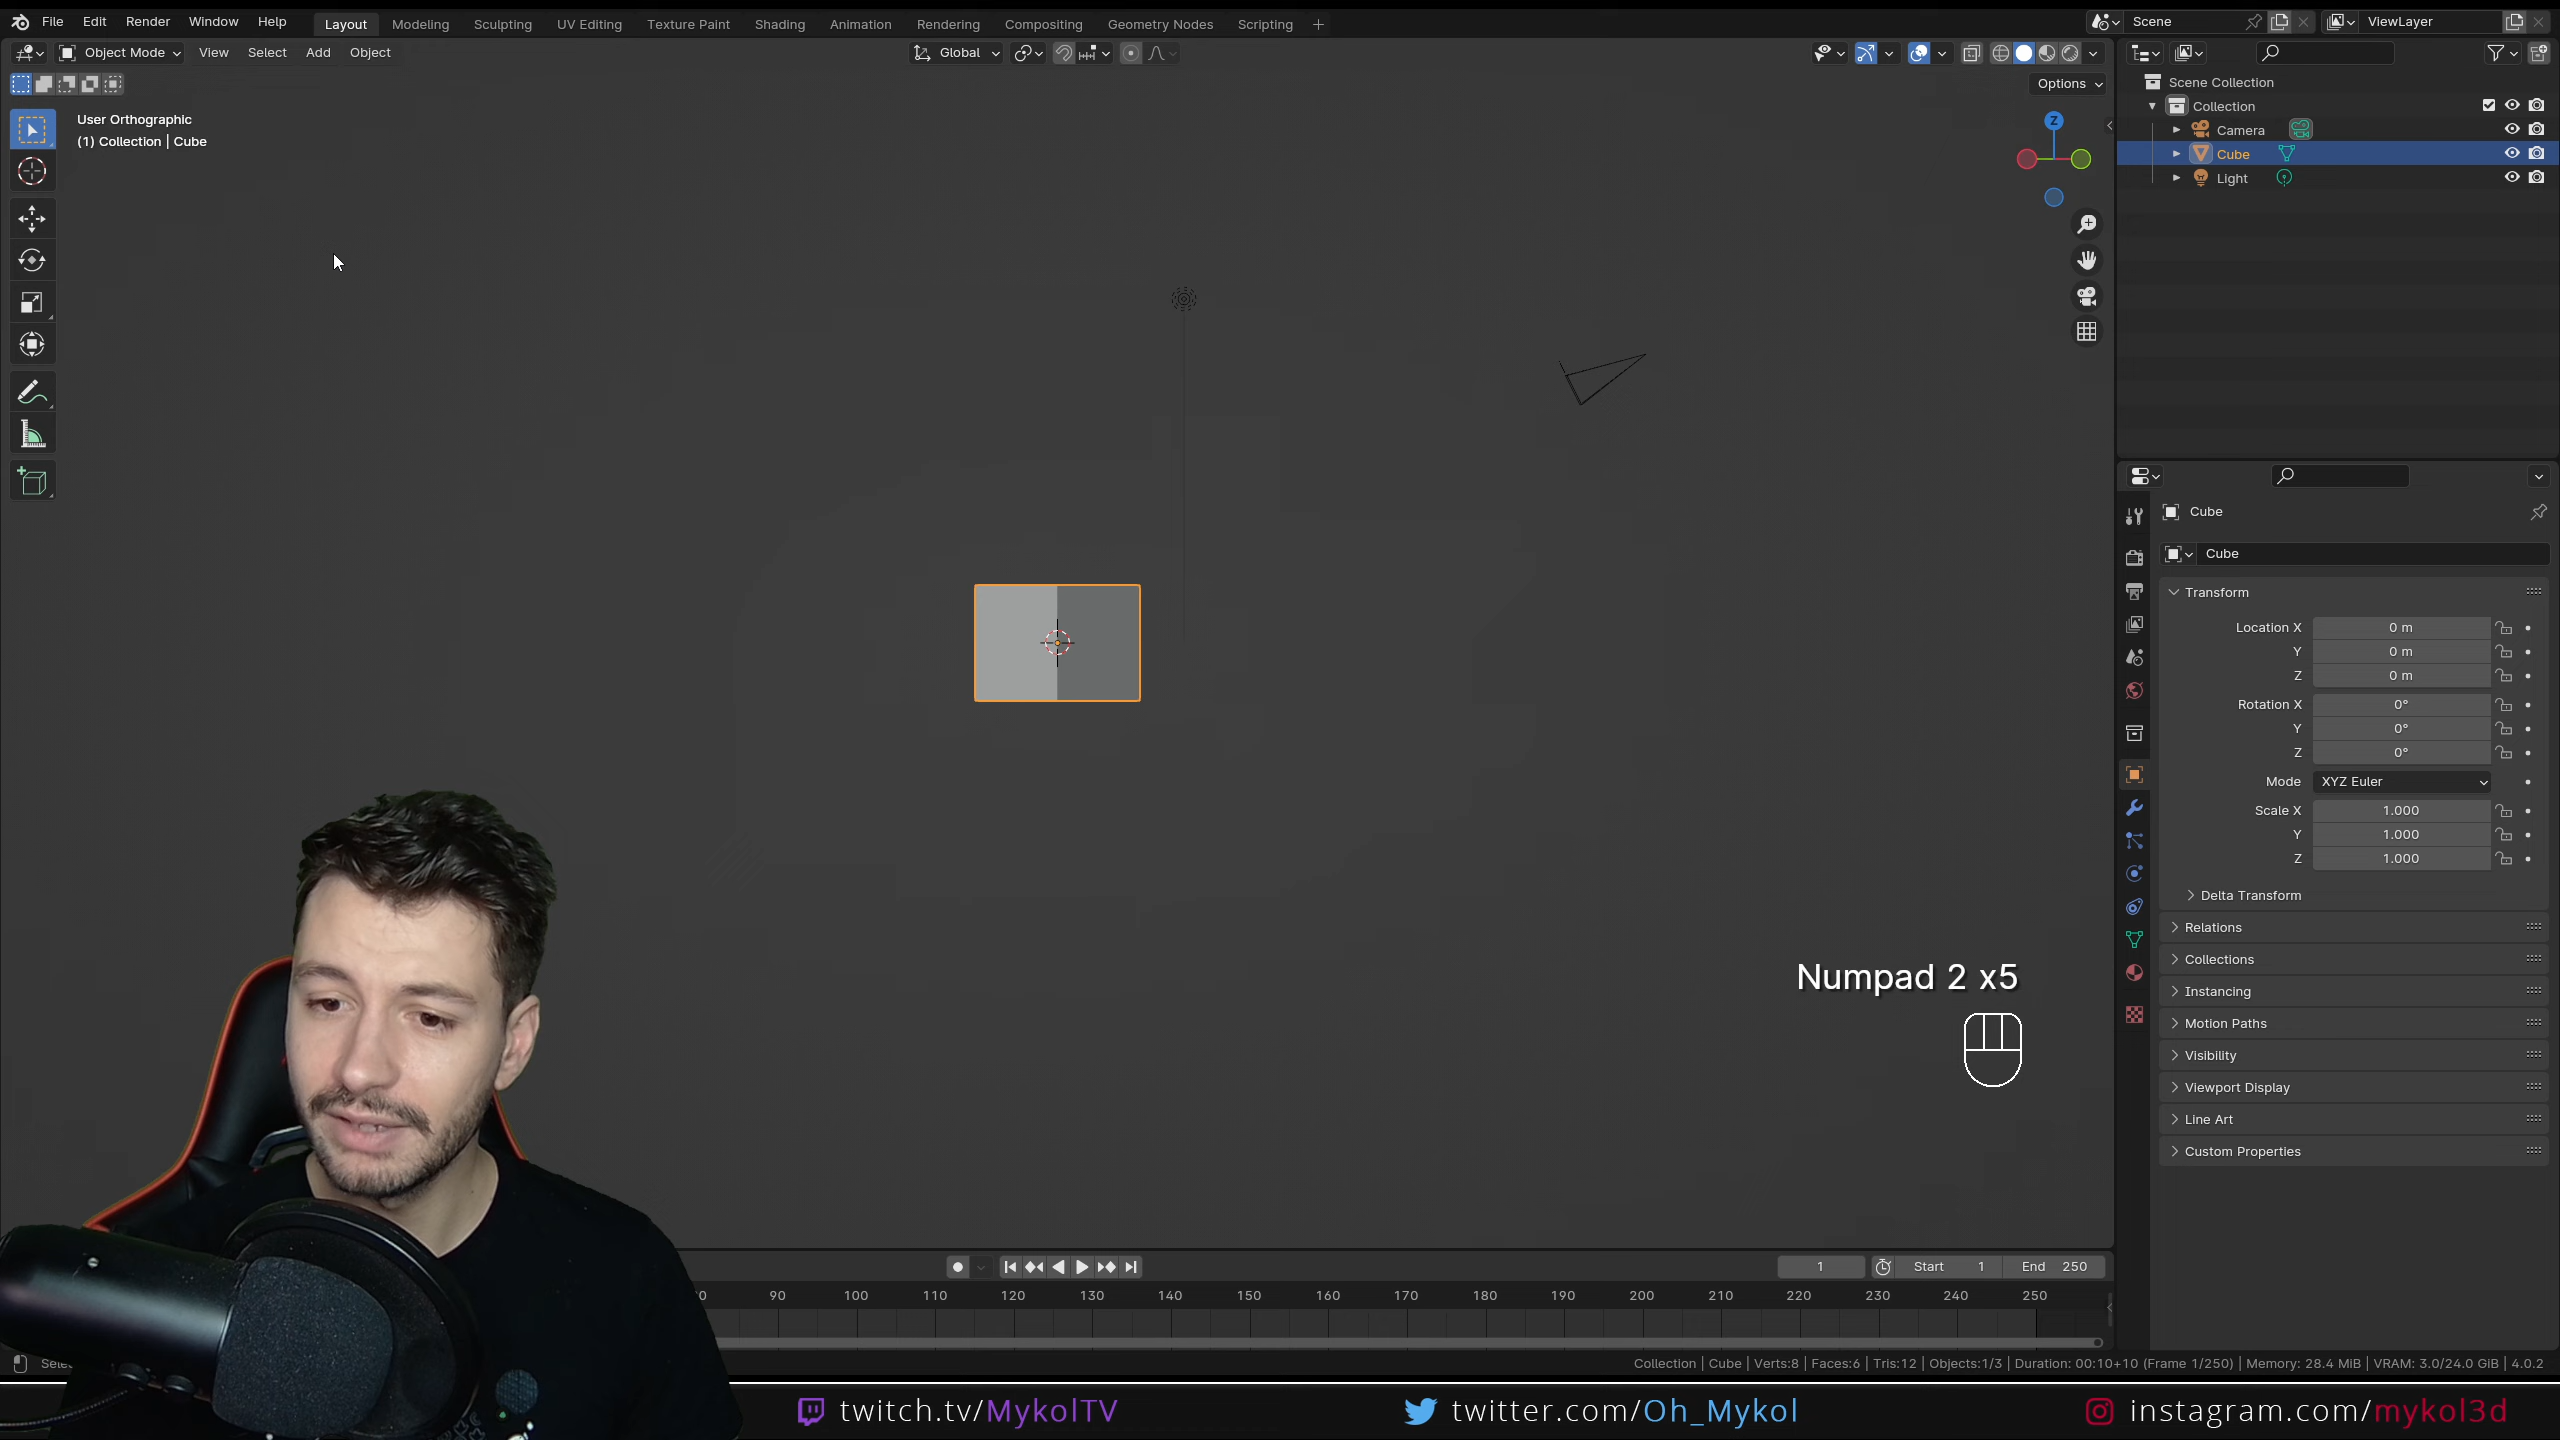 File Edit Render Window Help Layout Modeling Sculpting UV Editing Texture Paint Shading Animation Rendering Compositing Geometry Nodes Scripting Scene ViewLayer
Object Mode View Select Add Object Global
Options
User Orthographic
(1) Collection | Cube
Z
Scene Collection
Collection
Camera
Cube
Light
Cube
Cube
Transform
Location X 0 m
Y 0 m
Z 0 m
Rotation X 0°
Y 0°
Z 0°
Mode XYZ Euler
Scale X 1.000
Y 1.000
Z 1.000
Delta Transform
Relations
Collections
Instancing
Motion Paths
Visibility
Viewport Display
Line Art
Custom Properties
Numpad 2 x5
1 Start 1 End 250
90 100 110 120 130 140 150 160 170 180 190 200 210 220 230 240 250
Collection | Cube | Verts:8 | Faces:6 | Tris:12 | Objects:1/3 | Duration: 00:10+10 (Frame 1/250) | Memory: 28.4 MiB | VRAM: 3.0/24.0 GiB | 4.0.2
twitch.tv/MykolTV twitter.com/Oh_Mykol instagram.com/mykol3d